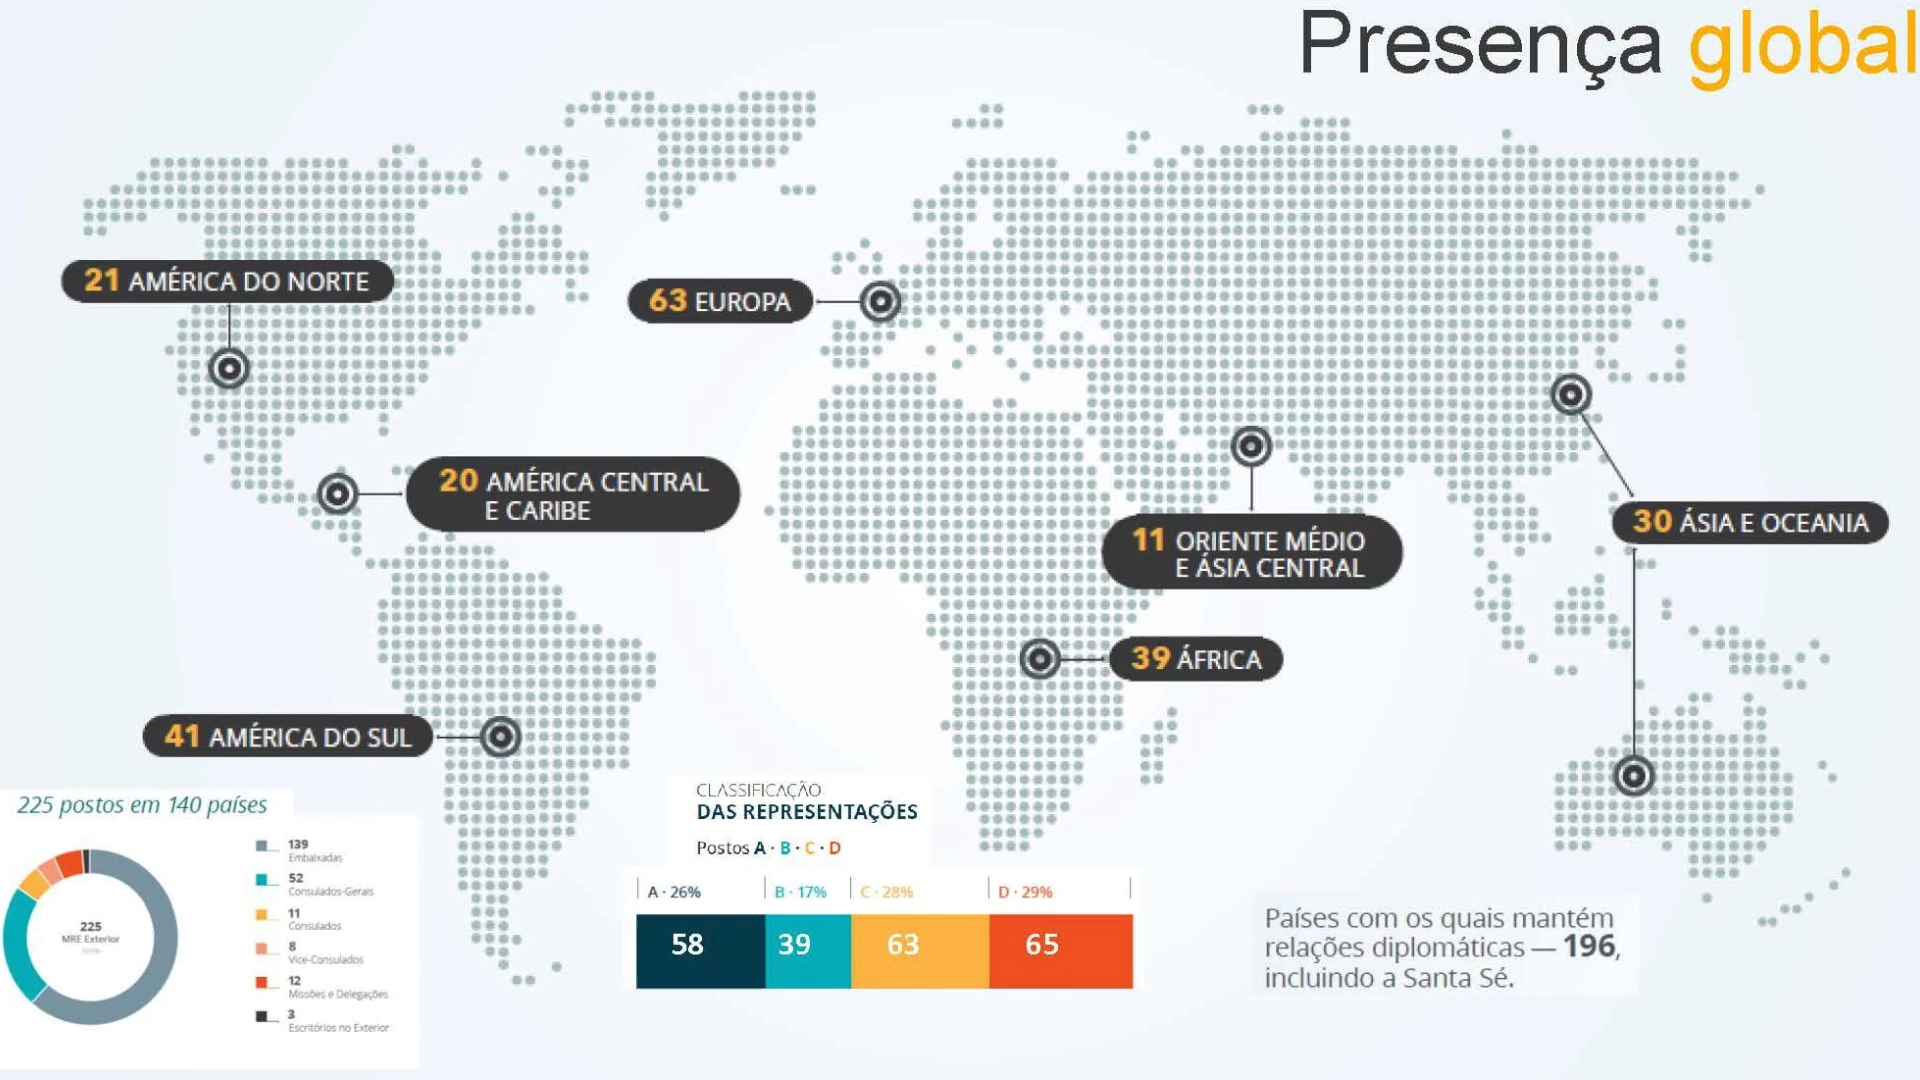 Presença global
21 AMÉRICA DO NORTE
63 EUROPA
20 AMÉRICA CENTRAL
E CARIBE
30 ÁSIA E OCEANIA
11 ORIENTE MÉDIO
E ÁSIA CENTRAL
39 ÁFRICA
41 AMÉRICA DO SUL
225 postos em 140 países
225
MRE Exterior
139
Embaixadas
52
Consulados-Gerais
11
Consulados
8
Vice-Consulados
12
Missões e Delegações
3
Escritórios no Exterior
CLASSIFICAÇÃO
DAS REPRESENTAÇÕES
Postos A · B · C · D
A · 26% B · 17% C · 28% D · 29%
58 39 63 65
Países com os quais mantém
relações diplomáticas — 196,
incluindo a Santa Sé.